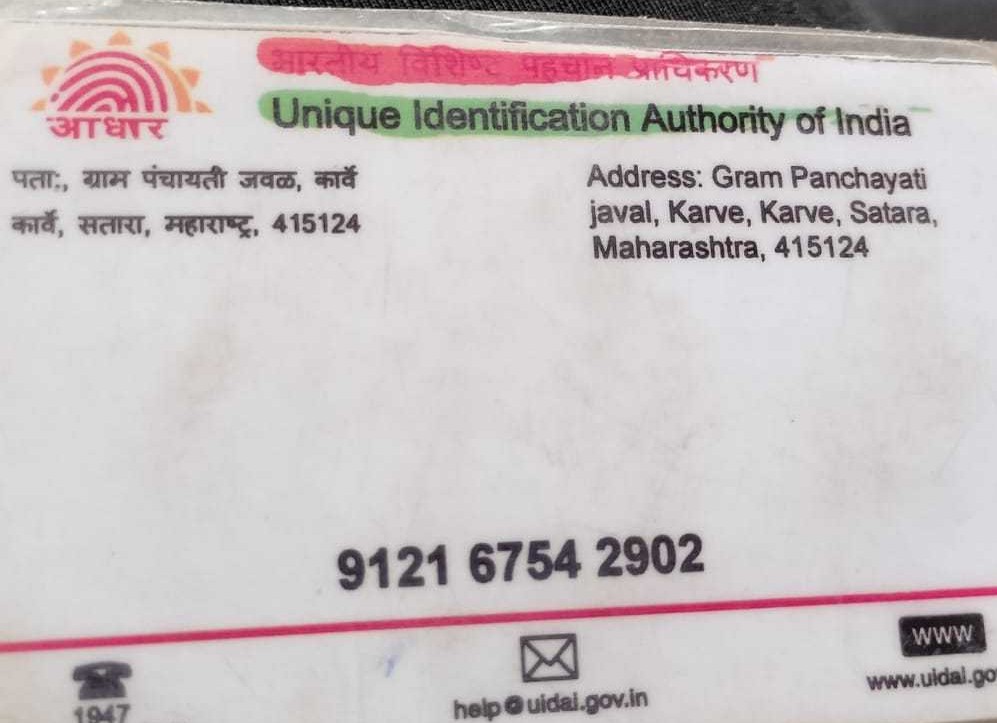 भारतीय विशिष्ट पहचान प्राधिकरण
Unique Identification Authority of India
आधार
पता:, ग्राम पंचायती जवळ, कार्वे
कार्वे, सतारा, महाराष्ट्र, 415124
Address: Gram Panchayati
javal, Karve, Karve, Satara,
Maharashtra, 415124
9121 6754 2902
1947
help@uidai.gov.in
www
www.uidai.go